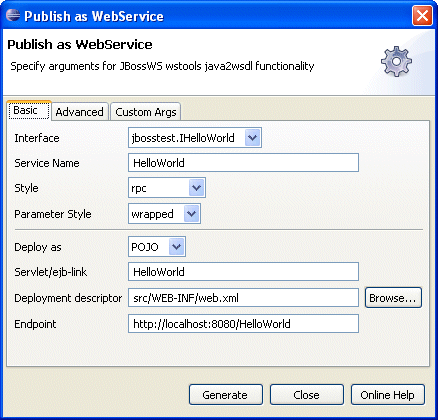 Publish as WebService
Publish as WebService
Specify arguments for JBossWS wstools java2wsdl functionality
Basic Advanced Custom Args
Interface jbosstest.IHelloWorld
Service Name HelloWorld
Style rpc
Parameter Style wrapped
Deploy as POJO
Servlet/ejb-link HelloWorld
Deployment descriptor src/WEB-INF/web.xml Browse...
Endpoint http://localhost:8080/HelloWorld
Generate Close Online Help